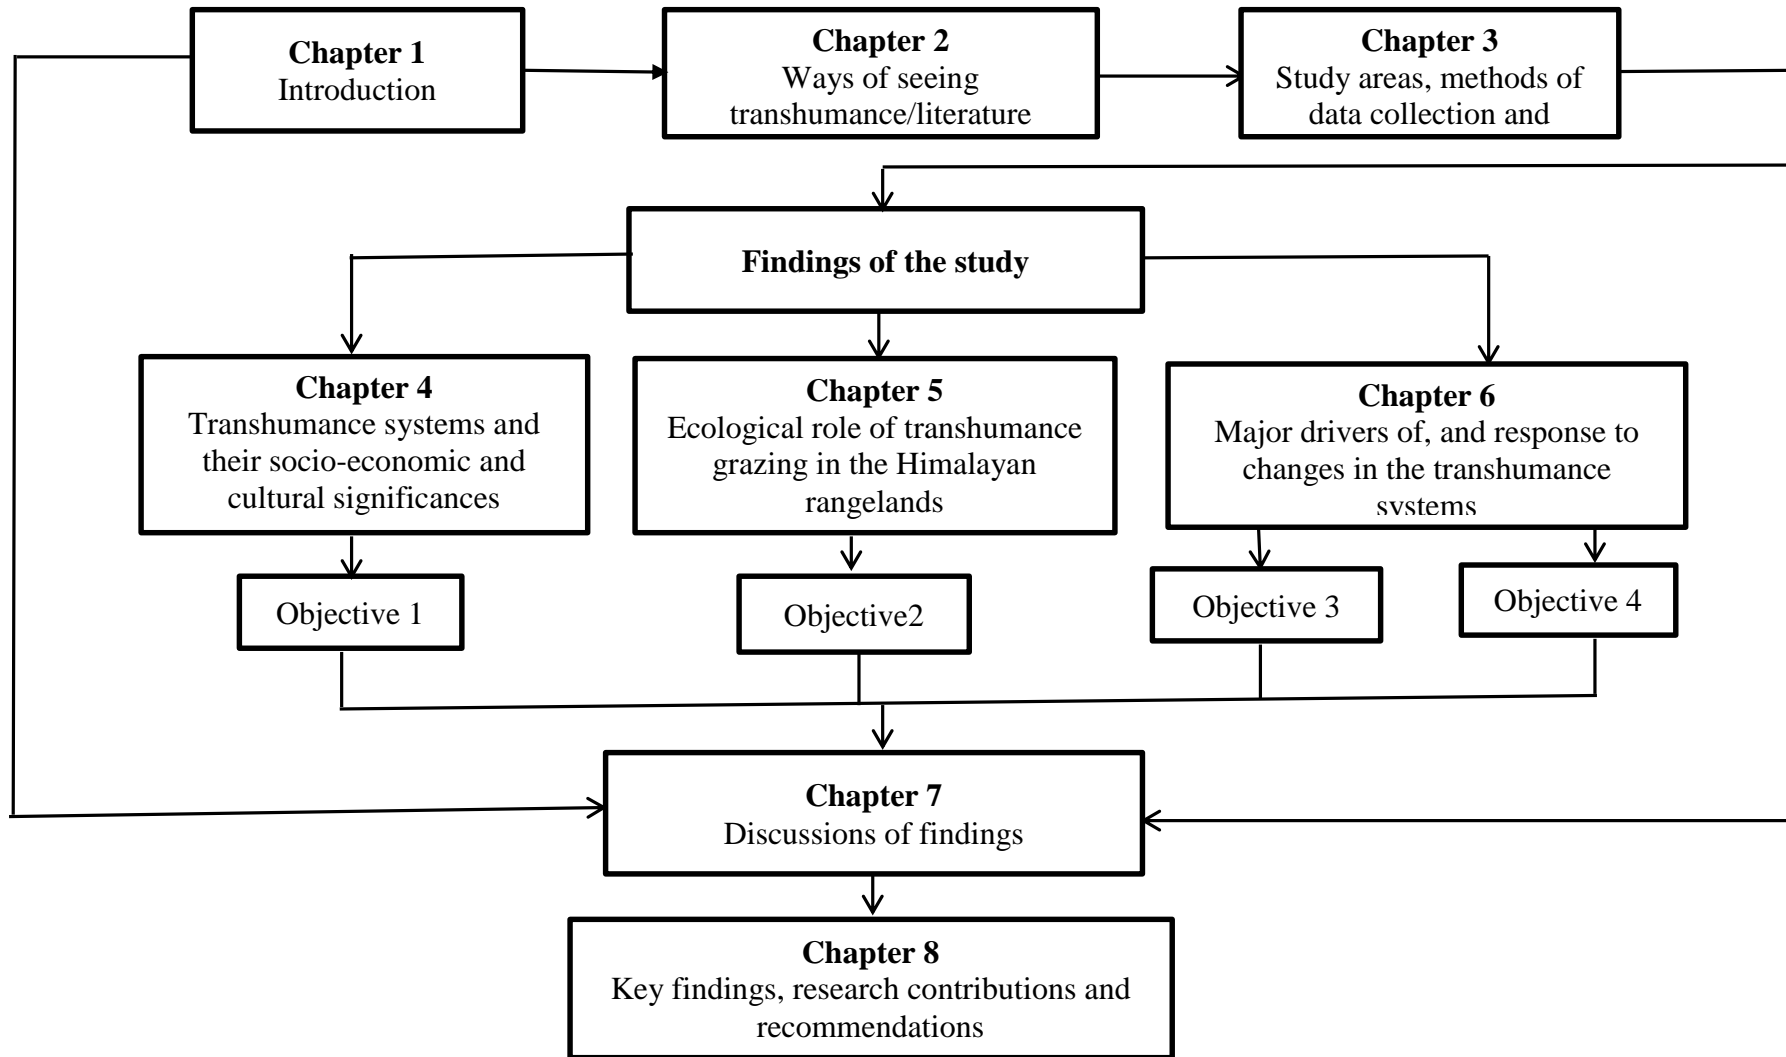 Chapter 1
Introduction
Chapter 2
Ways of seeing
transhumance/literature
Chapter 3
Study areas, methods of
data collection and
Findings of the study
Chapter 4
Transhumance systems and
their socio-economic and
cultural significances
Chapter 5
Ecological role of transhumance
grazing in the Himalayan
rangelands
Chapter 6
Major drivers of, and response to
changes in the transhumance
systems
Objective 1
Objective2
Objective 3
Objective 4
Chapter 7
Discussions of findings
Chapter 8
Key findings, research contributions and
recommendations